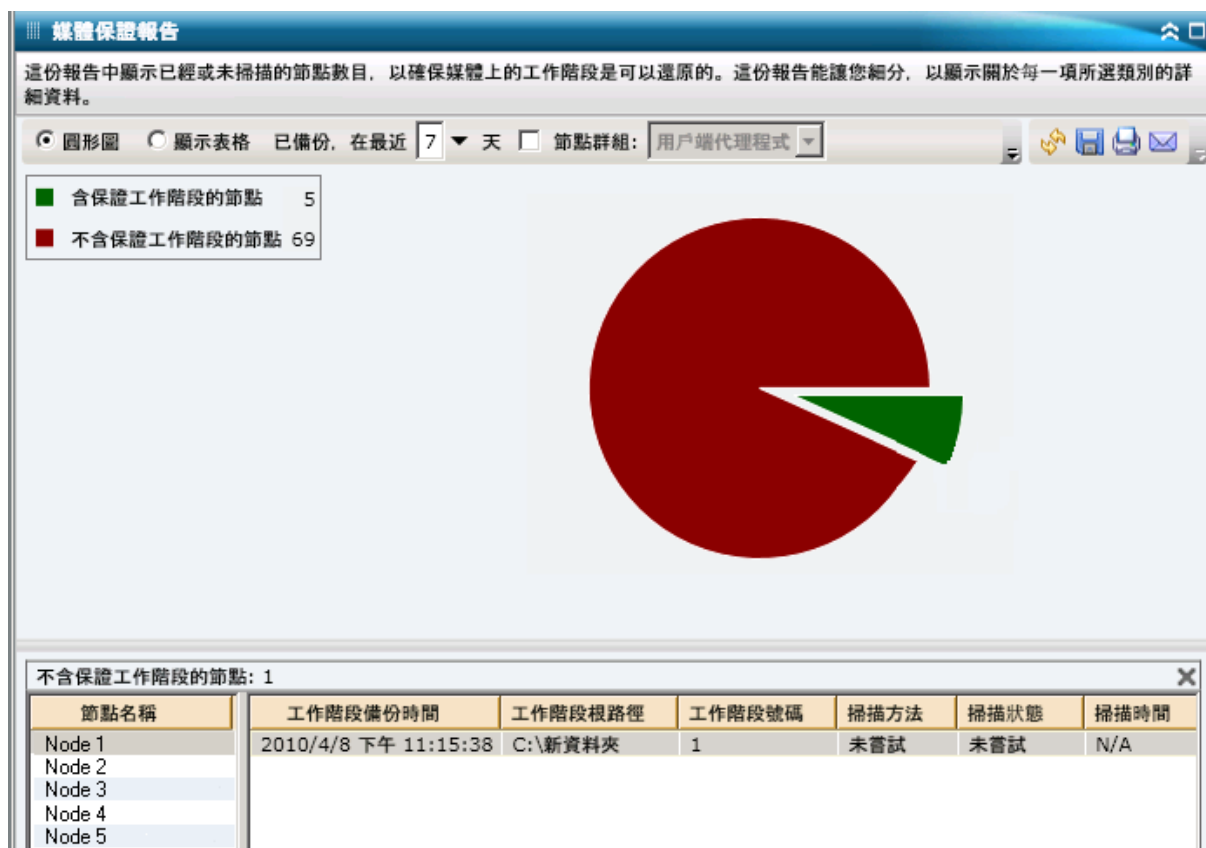 媒體保證報告
這份報告中顯示已經或未掃描的節點數目，以確保媒體上的工作階段是可以還原的。這份報告能讓您細分，以顯示關於每一項所選類別的詳
細資料。
圓形圖 顯示表格 已備份，在最近 7 天 節點群組: 用戶端代理程式
含保證工作階段的節點 5
不含保證工作階段的節點 69
不含保證工作階段的節點: 1
節點名稱 工作階段備份時間 工作階段根路徑 工作階段號碼 掃描方法 掃描狀態 掃描時間
Node 1 2010/4/8 下午 11:15:38 C:\新資料夾 1 未嘗試 未嘗試 N/A
Node 2
Node 3
Node 4
Node 5